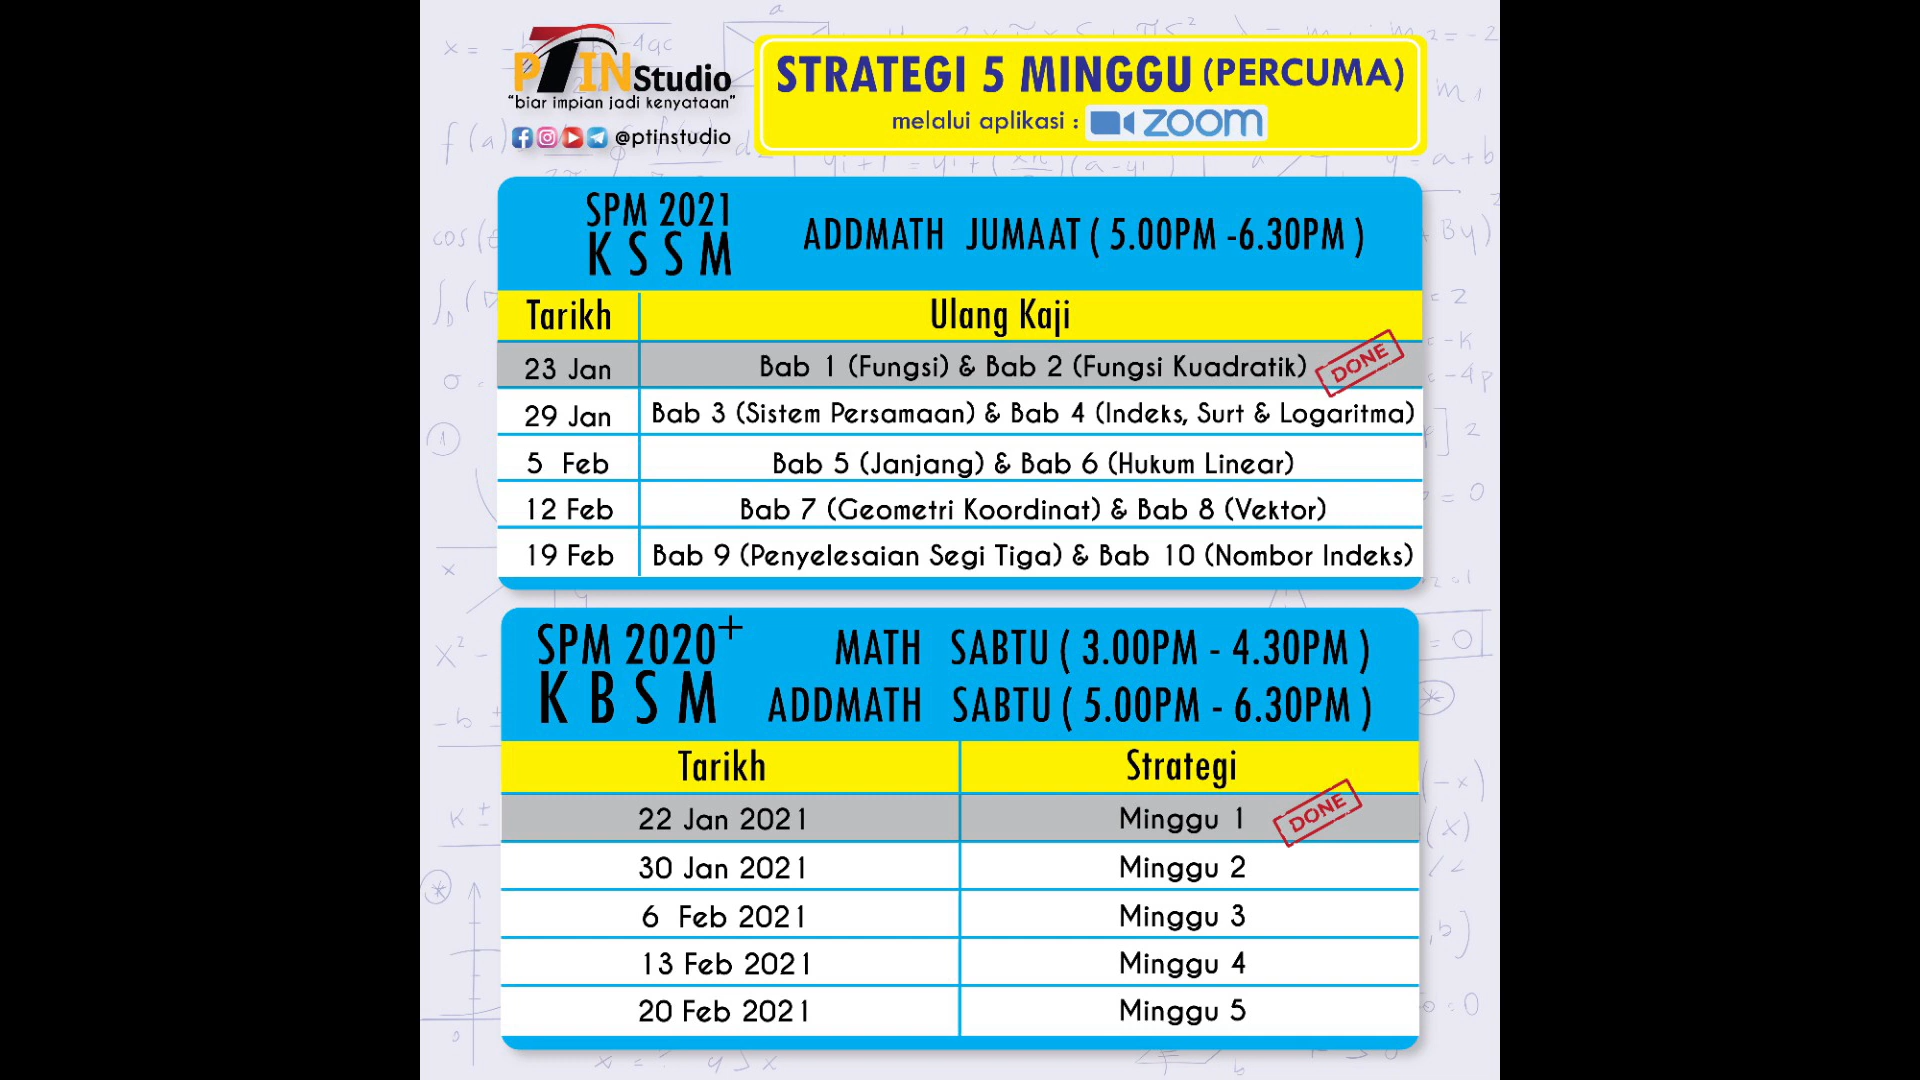 PTIN Studio
"biar impian jadi kenyataan"
@ptinstudio
STRATEGI 5 MINGGU (PERCUMA)
melalui aplikasi : zoom
SPM 2021
KSSM
ADDMATH JUMAAT ( 5.00PM -6.30PM )
Tarikh Ulang Kaji
23 Jan Bab 1 (Fungsi) & Bab 2 (Fungsi Kuadratik) DONE
29 Jan Bab 3 (Sistem Persamaan) & Bab 4 (Indeks, Surt & Logaritma)
5 Feb Bab 5 (Janjang) & Bab 6 (Hukum Linear)
12 Feb Bab 7 (Geometri Koordinat) & Bab 8 (Vektor)
19 Feb Bab 9 (Penyelesaian Segi Tiga) & Bab 10 (Nombor Indeks)
SPM 2020+
KBSM
MATH SABTU ( 3.00PM - 4.30PM )
ADDMATH SABTU ( 5.00PM - 6.30PM )
Tarikh Strategi
22 Jan 2021 Minggu 1 DONE
30 Jan 2021 Minggu 2
6 Feb 2021 Minggu 3
13 Feb 2021 Minggu 4
20 Feb 2021 Minggu 5